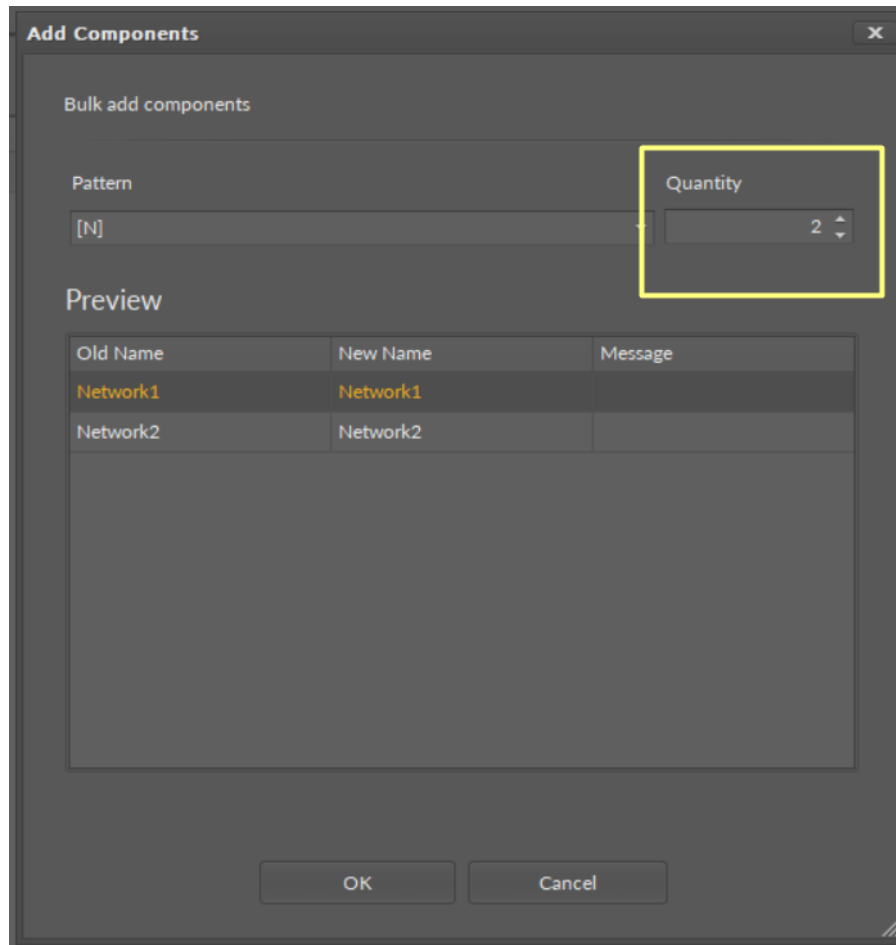 Add Components
Bulk add components
Pattern Quantity
[N] 2
Preview
Old Name New Name Message
Network1 Network1
Network2 Network2
OK Cancel